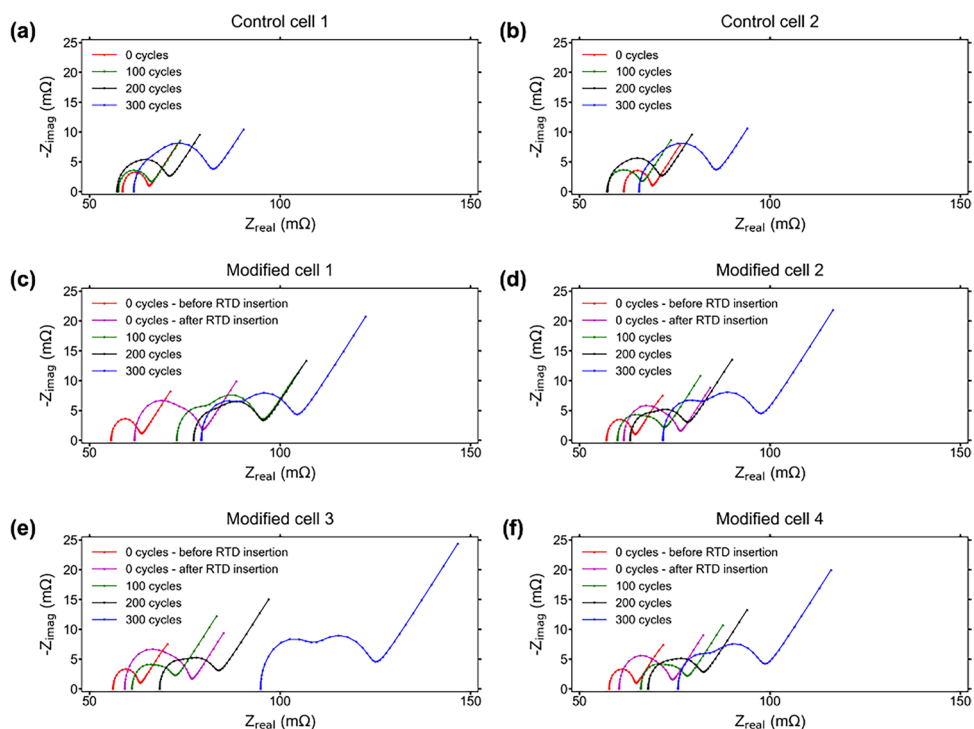 (a)
Control cell 1
25
20
15
10
5
0
-Zimag (mΩ)
0 cycles
100 cycles
200 cycles
300 cycles
50
100
150
Zreal (mΩ)
(b)
Control cell 2
25
20
15
10
5
0
-Zimag (mΩ)
0 cycles
100 cycles
200 cycles
300 cycles
50
100
150
Zreal (mΩ)
(c)
Modified cell 1
25
20
15
10
5
0
-Zimag (mΩ)
0 cycles - before RTD insertion
0 cycles - after RTD insertion
100 cycles
200 cycles
300 cycles
50
100
150
Zreal (mΩ)
(d)
Modified cell 2
25
20
15
10
5
0
-Zimag (mΩ)
0 cycles - before RTD insertion
0 cycles - after RTD insertion
100 cycles
200 cycles
300 cycles
50
100
150
Zreal (mΩ)
(e)
Modified cell 3
25
20
15
10
5
0
-Zimag (mΩ)
0 cycles - before RTD insertion
0 cycles - after RTD insertion
100 cycles
200 cycles
300 cycles
50
100
150
Zreal (mΩ)
(f)
Modified cell 4
25
20
15
10
5
0
-Zimag (mΩ)
0 cycles - before RTD insertion
0 cycles - after RTD insertion
100 cycles
200 cycles
300 cycles
50
100
150
Zreal (mΩ)